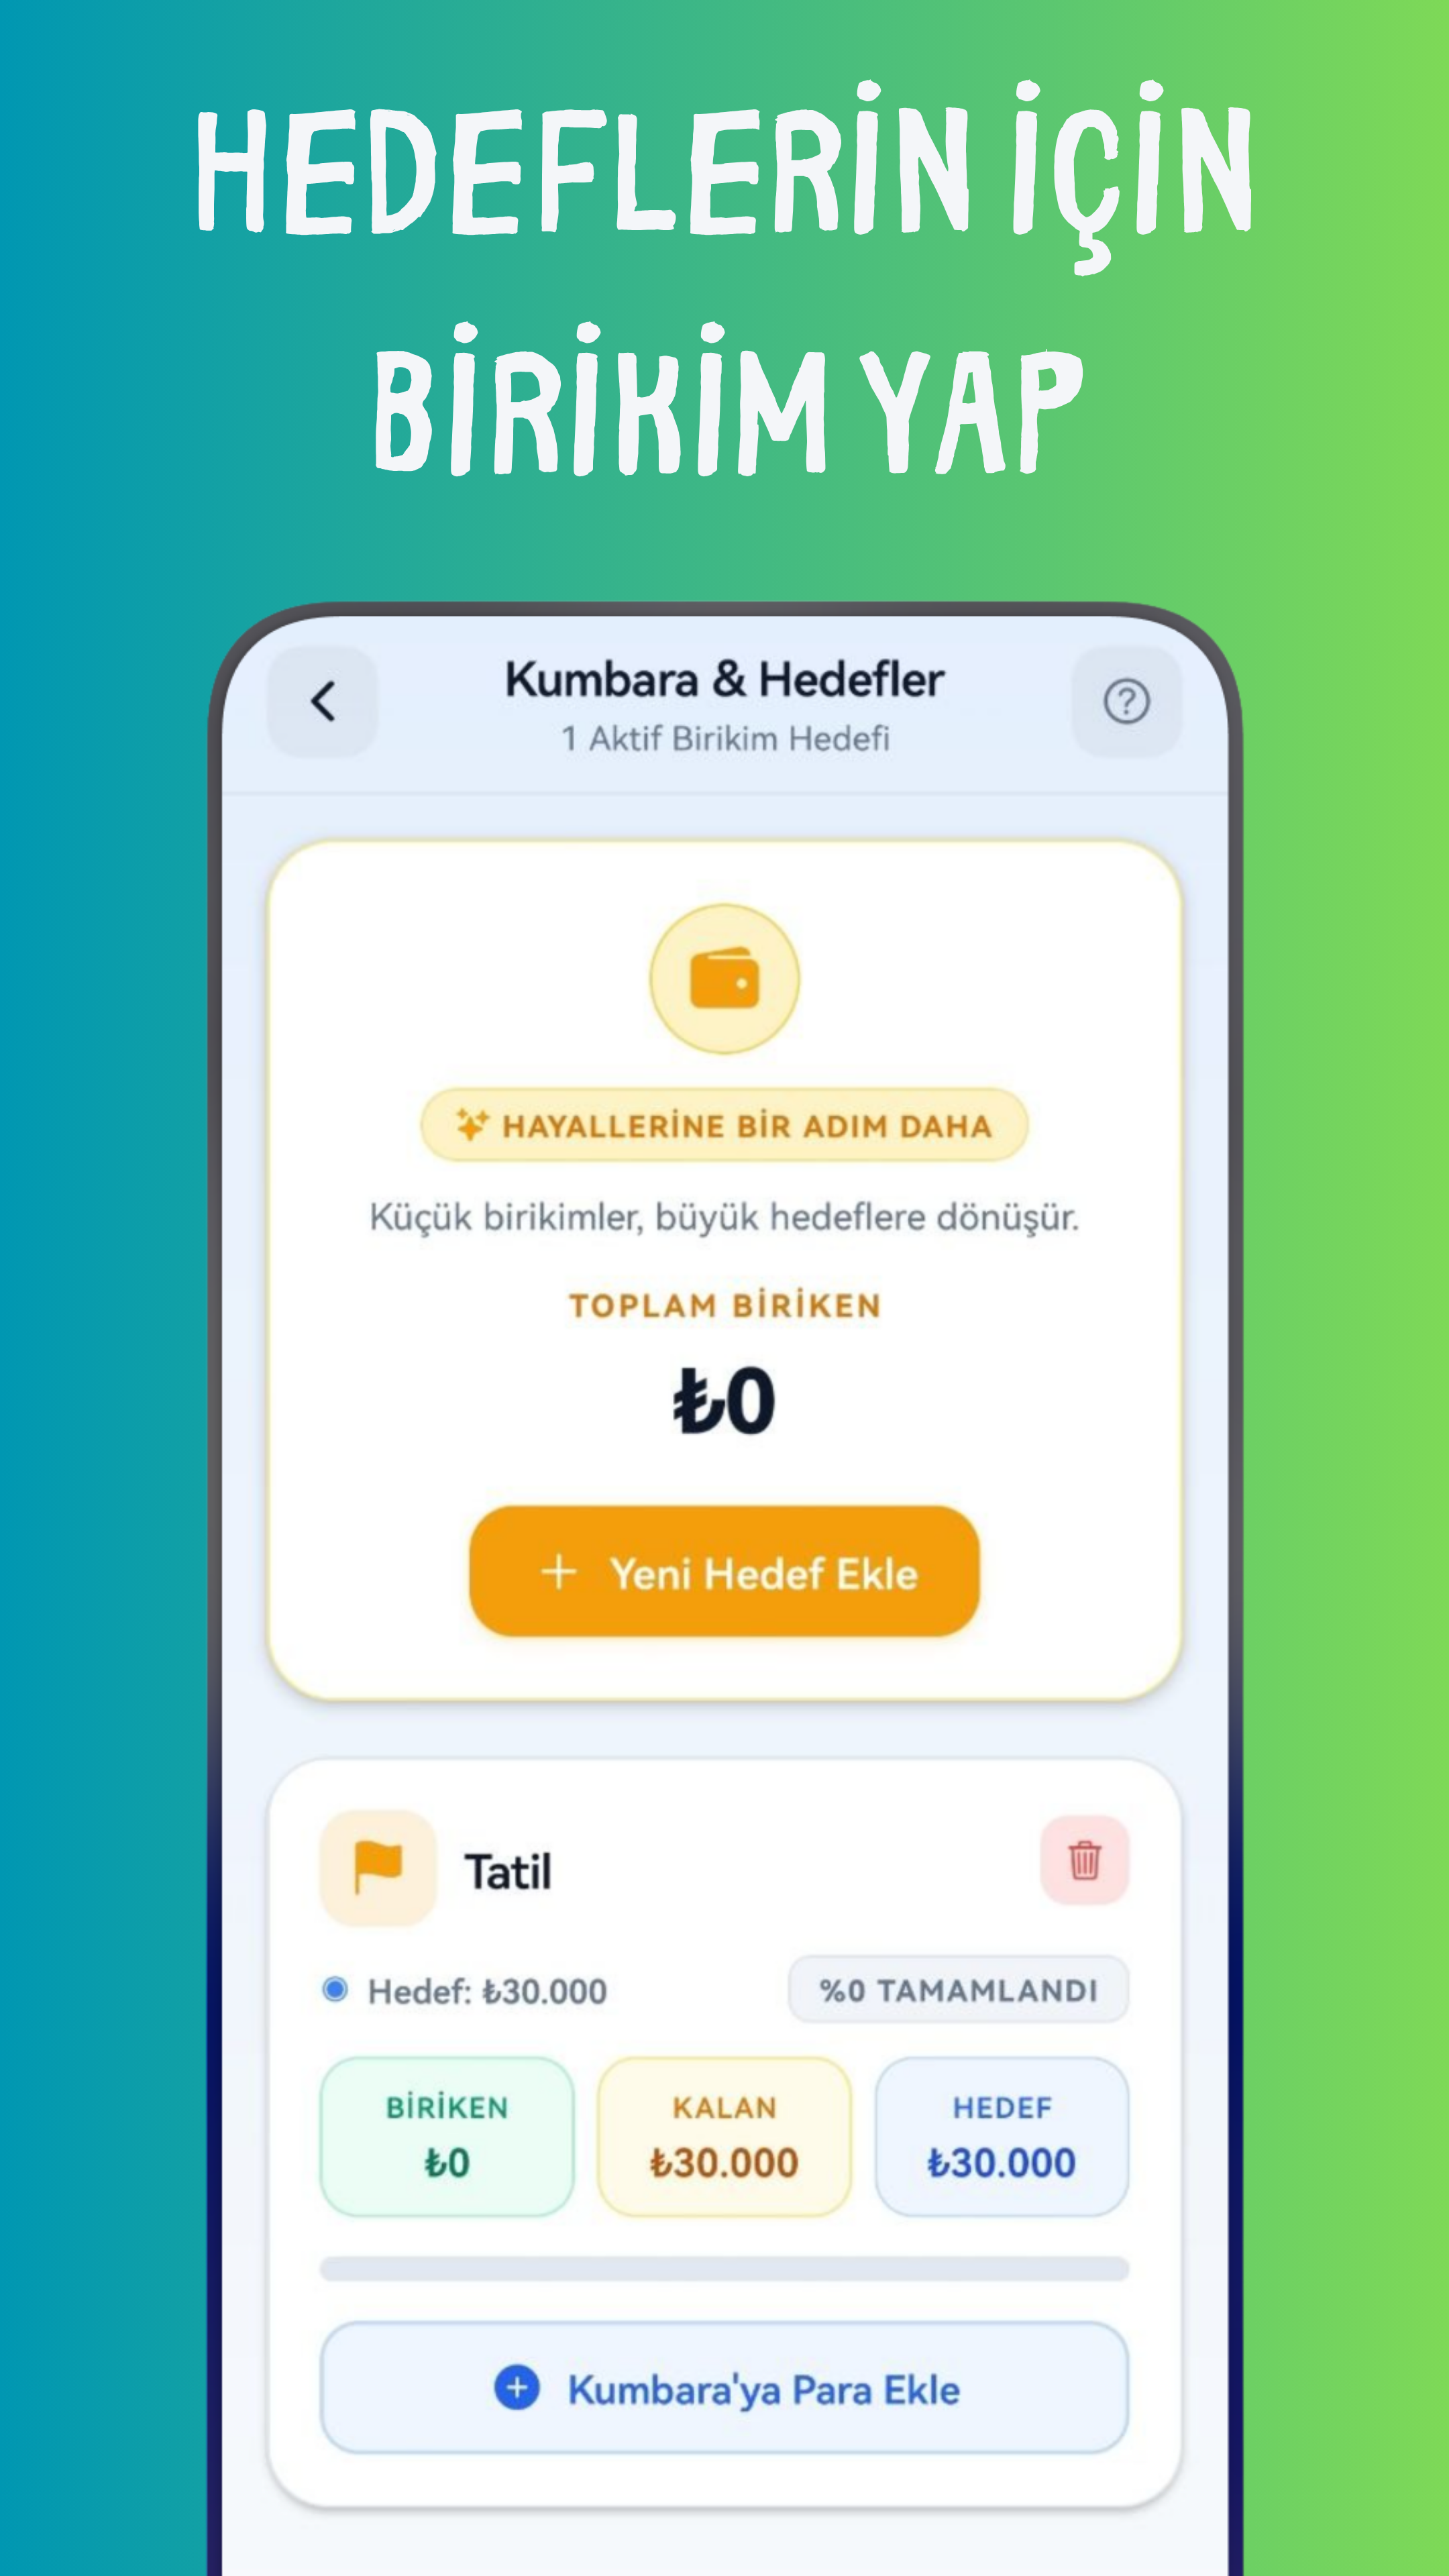 HEDEFLERİN İÇİN
BİRİKİM YAP
Kumbara & Hedefler
1 Aktif Birikim Hedefi
HAYALLERİNE BİR ADIM DAHA
Küçük birikimler, büyük hedeflere dönüşür.
TOPLAM BİRİKEN
₺0
+ Yeni Hedef Ekle
Tatil
Hedef: ₺30.000
%0 TAMAMLANDI
BİRİKEN
₺0
KALAN
₺30.000
HEDEF
₺30.000
Kumbara'ya Para Ekle